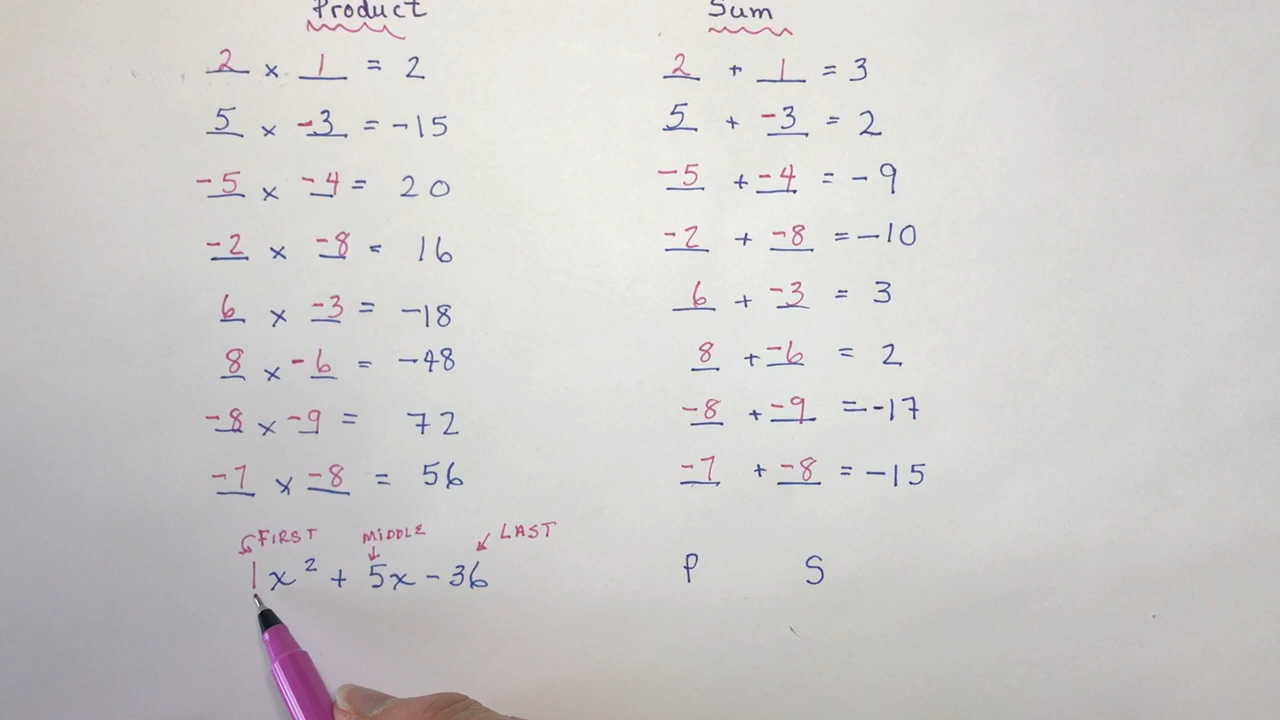 Product Sum
2 × 1 = 2 2 + 1 = 3
5 × -3 = -15 5 + -3 = 2
-5 × -4 = 20 -5 + -4 = -9
-2 × -8 = 16 -2 + -8 = -10
6 × -3 = -18 6 + -3 = 3
8 × -6 = -48 8 + -6 = 2
-8 × -9 = 72 -8 + -9 = -17
-7 × -8 = 56 -7 + -8 = -15
FIRST MIDDLE LAST
1x² + 5x - 36 P S